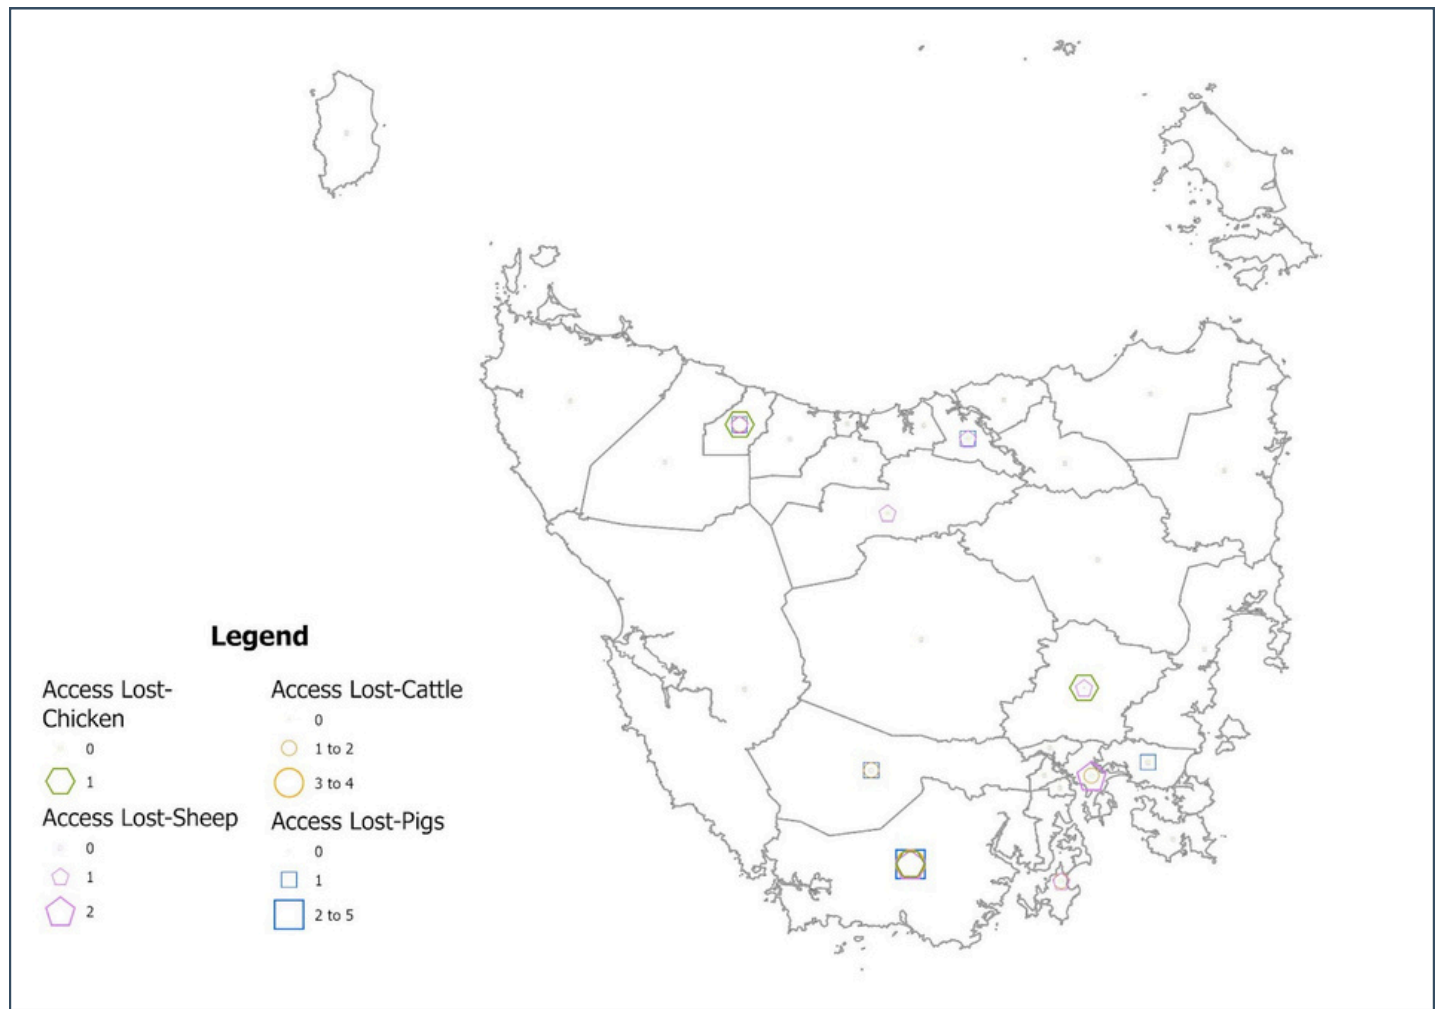 Legend
Access Lost-
Chicken
0
1
Access Lost-Sheep
0
1
2
Access Lost-Cattle
0
1 to 2
3 to 4
Access Lost-Pigs
0
1
2 to 5